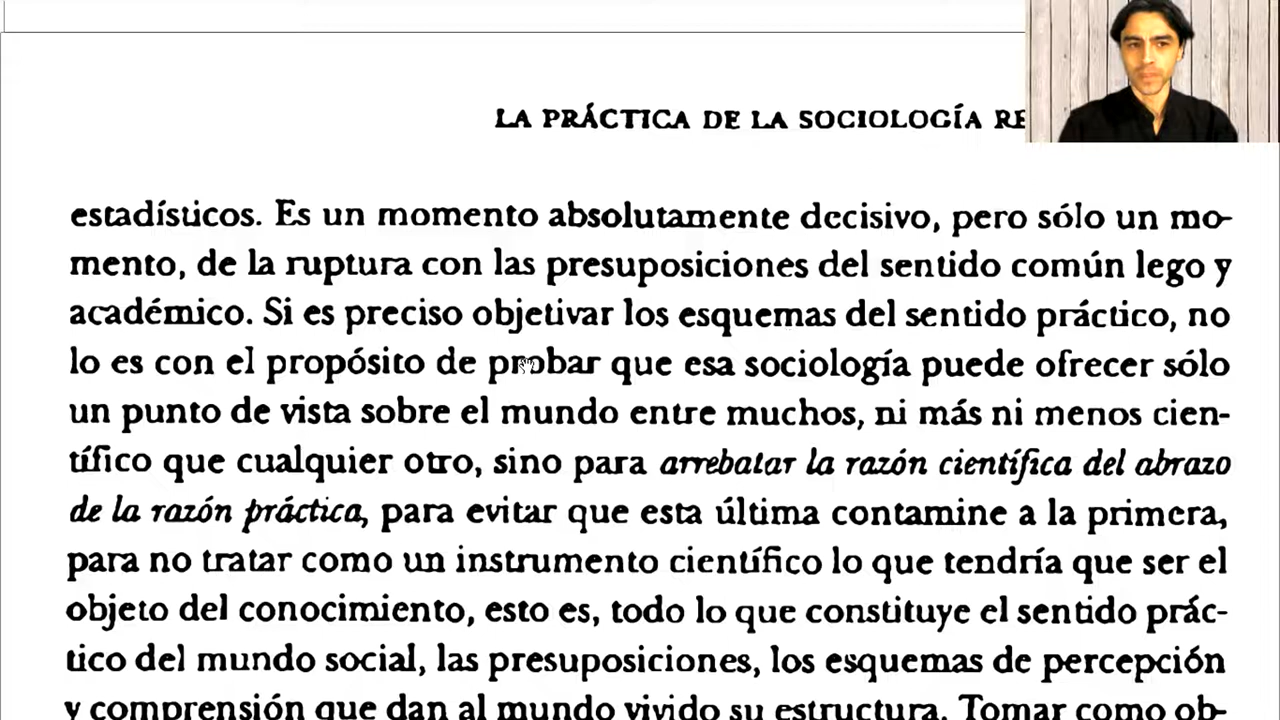 LA PRÁCTICA DE LA SOCIOLOGÍA
estadísticos. Es un momento absolutamente decisivo, pero sólo un mo-
mento, de la ruptura con las presuposiciones del sentido común lego y
académico. Si es preciso objetivar los esquemas del sentido práctico, no
lo es con el propósito de probar que esa sociología puede ofrecer sólo
un punto de vista sobre el mundo entre muchos, ni más ni menos cien-
tífico que cualquier otro, sino para arrebatar la razón científica del abrazo
de la razón práctica, para evitar que esta última contamine a la primera,
para no tratar como un instrumento científico lo que tendría que ser el
objeto del conocimiento, esto es, todo lo que constituye el sentido prác-
tico del mundo social, las presuposiciones, los esquemas de percepción
y comprensión que dan al mundo vivido su estructura. Tomar como ob-